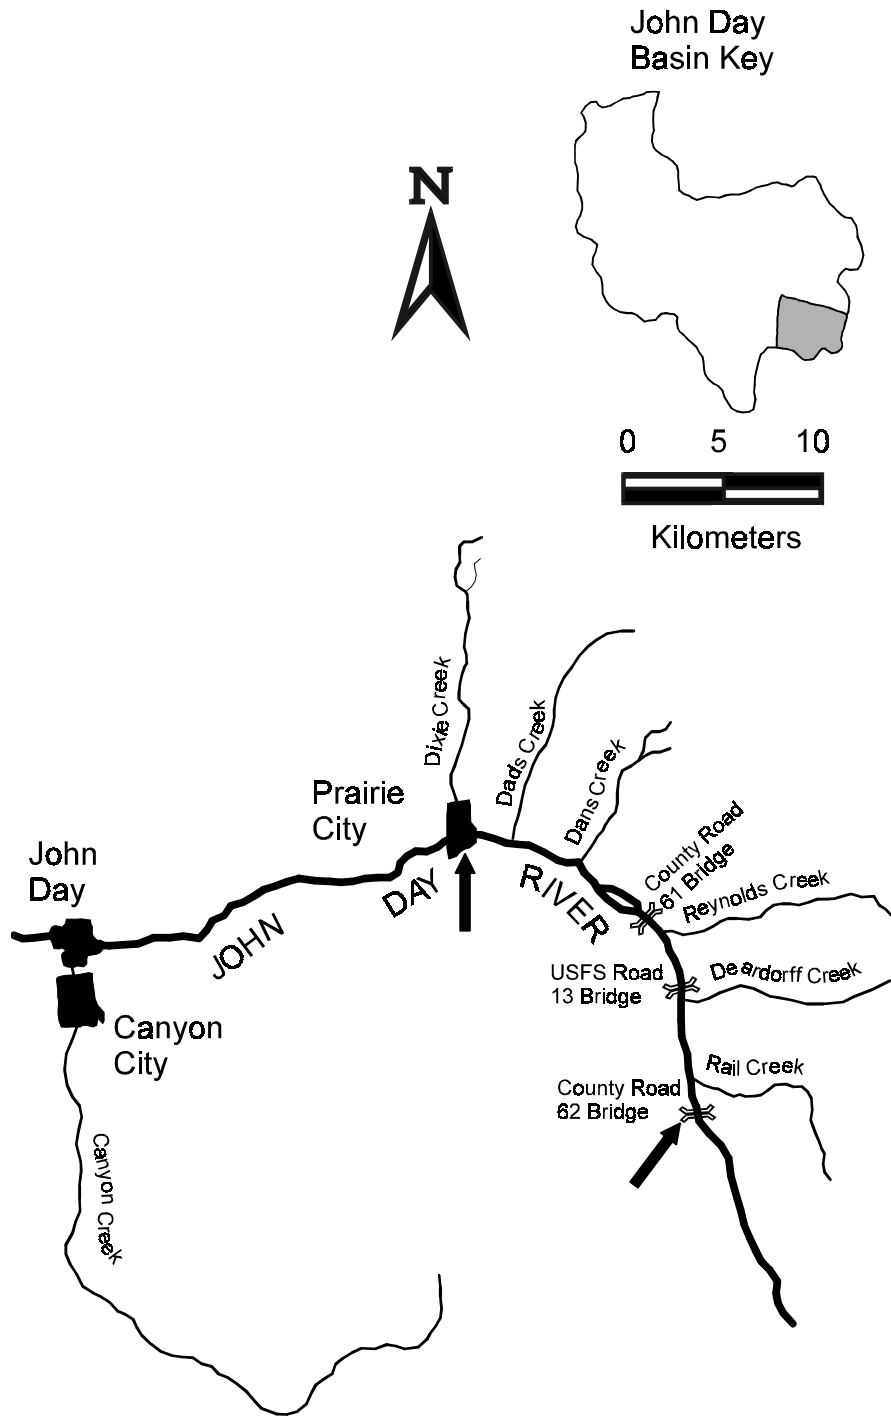 John Day
Basin Key
N
0 5 10
Kilometers
Dixie Creek
Dads Creek
Dans Creek
Prairie
City
County Road
61 Bridge
John
Day
JOHN DAY RIVER
Reynolds Creek
USFS Road
13 Bridge
Deardorff Creek
Canyon
City
Rail Creek
County Road
62 Bridge
Canyon Creek